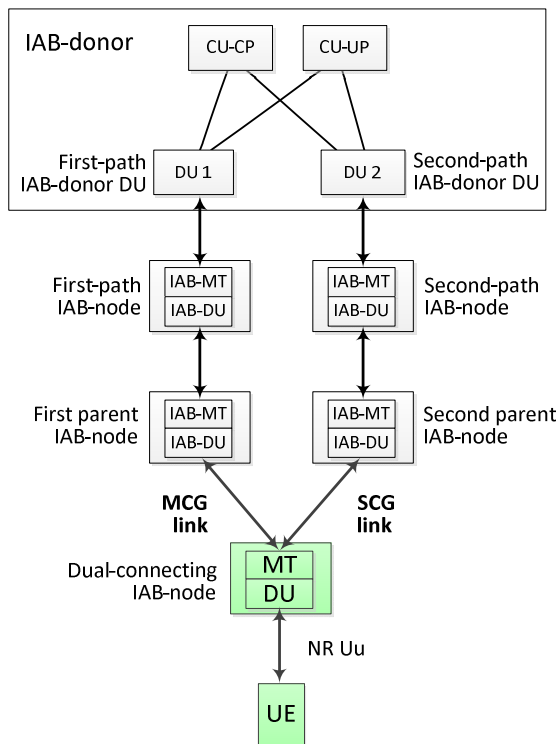 IAB-donor
CU-CP
CU-UP
First-path
IAB-donor DU
DU 1
DU 2
Second-path
IAB-donor DU
First-path
IAB-node
IAB-MT
IAB-DU
IAB-MT
IAB-DU
Second-path
IAB-node
First parent
IAB-node
IAB-MT
IAB-DU
IAB-MT
IAB-DU
Second parent
IAB-node
MCG
link
SCG
link
Dual-connecting
IAB-node
MT
DU
NR Uu
UE